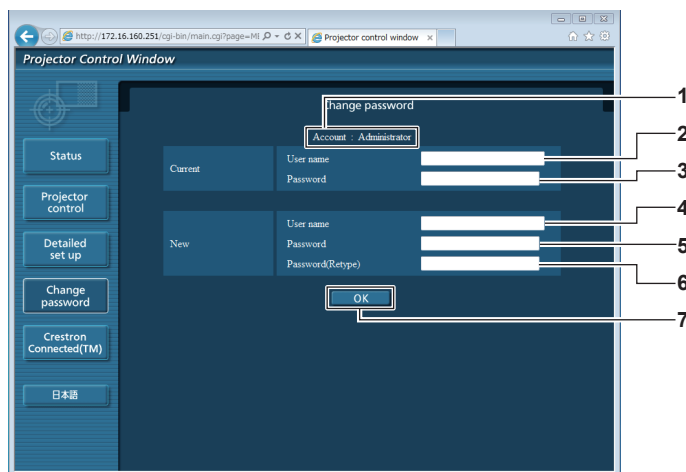 http://172.16.160.251/cgi-bin/main.cgi?page=Mi
Projector control window
Projector Control Window
Change password
1
Account : Administrator
2
Status
Current
User name
Password
3
Projector
control
4
User name
Detailed
set up
New
Password
5
Password(Retype)
6
Change
password
OK
7
Crestron
Connected(TM)
日本語